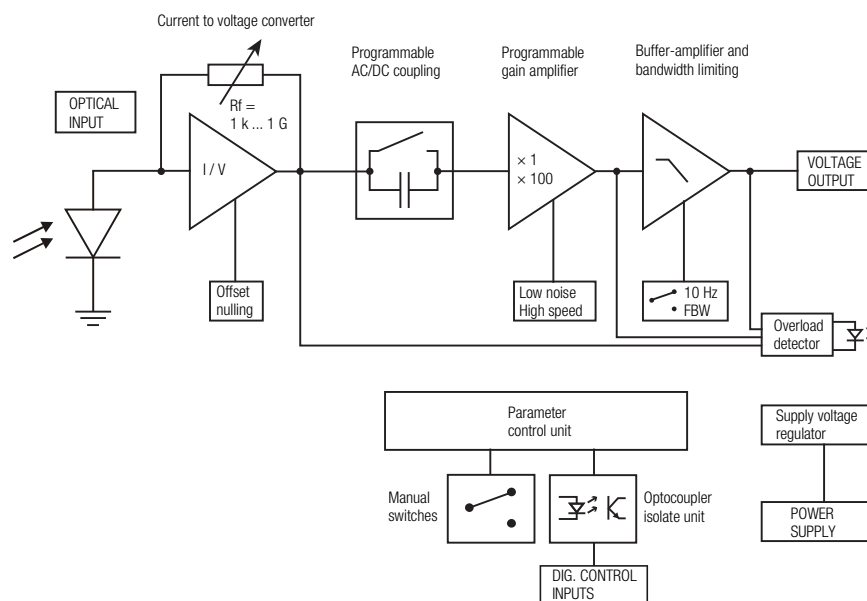 Current to voltage converter
Programmable
AC/DC coupling
Programmable
gain amplifier
Buffer-amplifier and
bandwidth limiting
OPTICAL
INPUT
Rf =
1 k ... 1 G
I / V
× 1
× 100
VOLTAGE
OUTPUT
Offset
nulling
Low noise
High speed
10 Hz
FBW
Overload
detector
Parameter
control unit
Supply voltage
regulator
Manual
switches
Optocoupler
isolate unit
POWER
SUPPLY
DIG. CONTROL
INPUTS